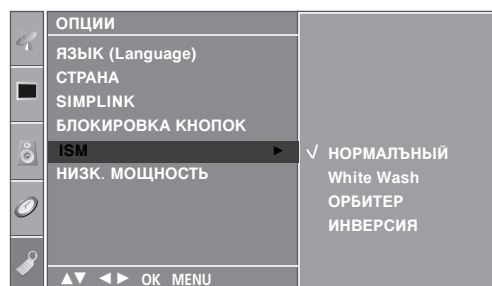 ОПЦИИ
ЯЗЫК (Language)
СТРАНА
SIMPLINK
БЛОКИРОВКА КНОПОК
ISM ►
НИЗК. МОЩНОСТЬ
√ НОРМАЛЪНЫЙ
White Wash
ОРБИТЕР
ИНВЕРСИЯ
▲▼ ◄► OK MENU